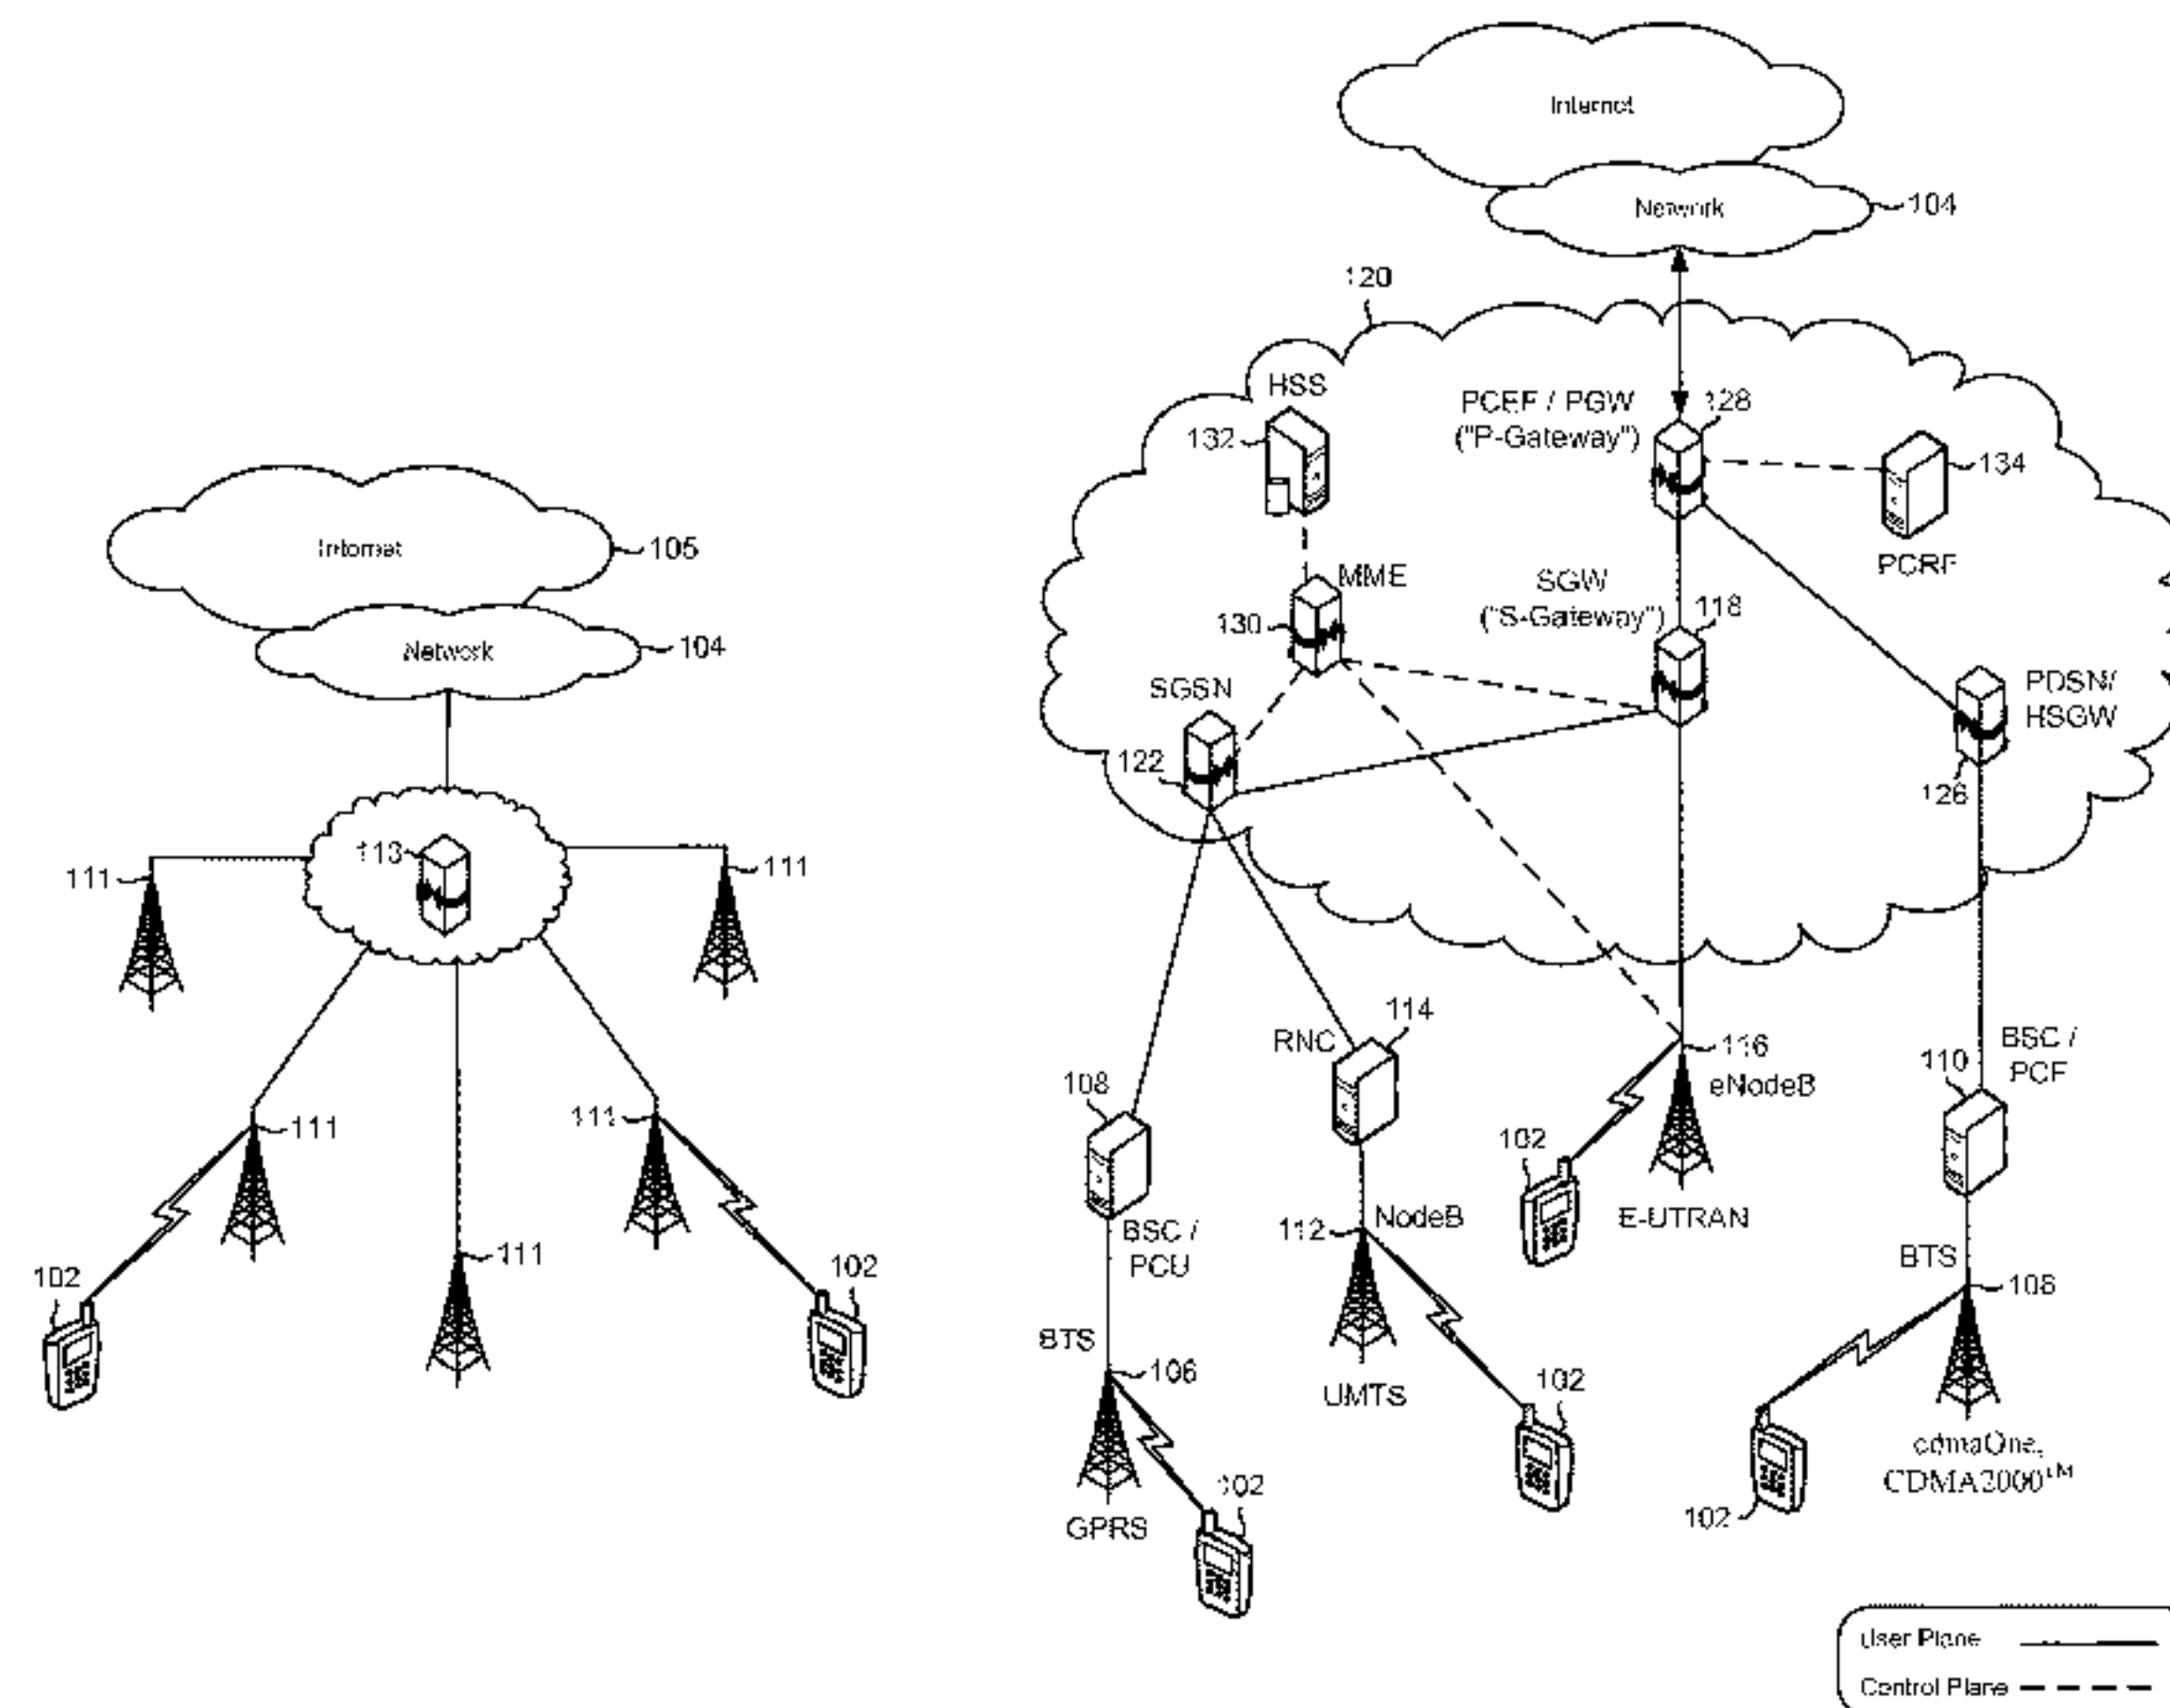 Internet
105
Network
104
113
111
111
111
111
111
102
102
Internet
Network
104
120
HSS
132
PCEF / PGW
("P-Gateway")
128
134
PCRF
MME
130
SGW
("S-Gateway")
118
SGSN
122
PDSN/
HSGW
126
RNC
114
108
BSC /
PCU
116
eNodeB
102
E-UTRAN
110
BSC /
PCF
112
NodeB
UMTS
102
BTS
106
GPRS
102
BTS
106
cdmaOne,
CDMA2000™
102
User Plane
Control Plane